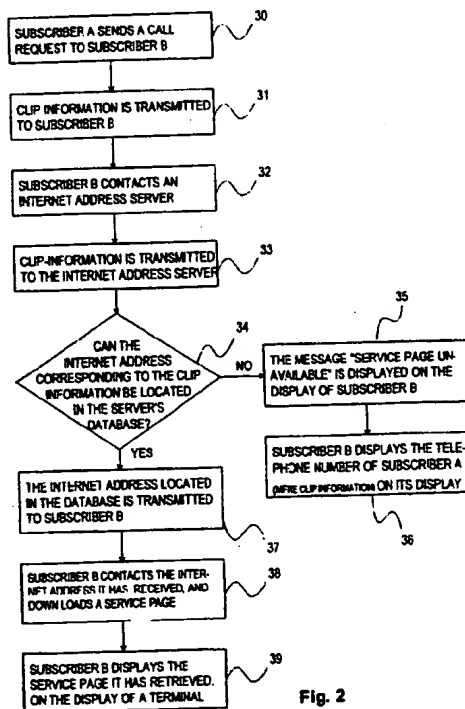 30
SUBSCRIBER A SENDS A CALL
REQUEST TO SUBSCRIBER B
31
CLIP INFORMATION IS TRANSMITTED
TO SUBSCRIBER B
32
SUBSCRIBER B CONTACTS AN
INTERNET ADDRESS SERVER
33
CLIP-INFORMATION IS TRANSMITTED
TO THE INTERNET ADDRESS SERVER
34
CAN THE
INTERNET ADDRESS
CORRESPONDING TO THE CLIP
INFORMATION BE LOCATED
IN THE SERVER'S
DATABASE?
NO
35
THE MESSAGE "SERVICE PAGE UN-
AVAILABLE" IS DISPLAYED ON THE
DISPLAY OF SUBSCRIBER B
SUBSCRIBER B DISPLAYS THE TELE-
PHONE NUMBER OF SUBSCRIBER A
CLIP INFORMATION) ON ITS DISPLAY
36
YES
THE INTERNET ADDRESS LOCATED
IN THE DATABASE IS TRANSMITTED
TO SUBSCRIBER B
37
SUBSCRIBER B CONTACTS THE INTER-
NET ADDRESS IT HAS RECEIVED, AND
DOWN LOADS A SERVICE PAGE
38
SUBSCRIBER B DISPLAYS THE
SERVICE PAGE IT HAS RETRIEVED,
ON THE DISPLAY OF A TERMINAL
39
Fig. 2